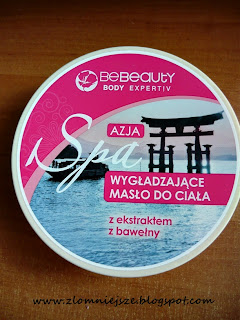 BeBeauty
BODY EXPERTIV
AZJA
Spa
WYGŁADZAJĄCE
MASŁO DO CIAŁA
z ekstraktem
z bawełny
www.zlomniejsze.blogspot.com